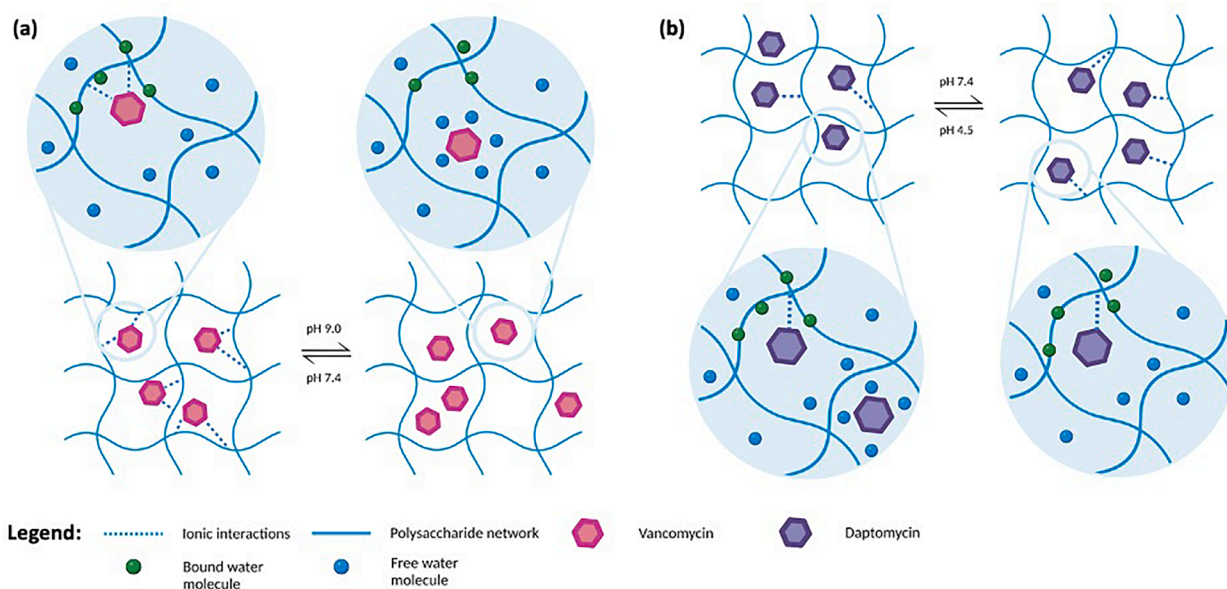 (a)
(b)
pH 7.4
pH 4.5
pH 9.0
pH 7.4
Legend:
Ionic interactions
Polysaccharide network
Vancomycin
Daptomycin
Bound water
molecule
Free water
molecule